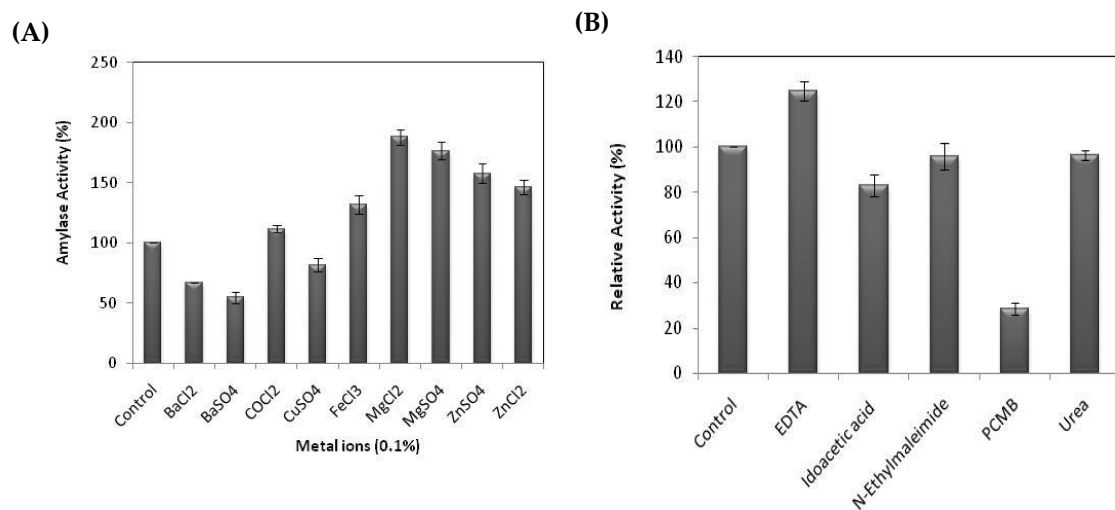 (A)
Amylase Activity (%)
250
200
150
100
50
0
Control
BaCl2
BaSO4
COCl2
CuSO4
FeCl3
MgCl2
MgSO4
ZnSO4
ZnCl2
Metal ions (0.1%)
(B)
Relative Activity (%)
140
120
100
80
60
40
20
0
Control
EDTA
Idoacetic acid
N-Ethylmaleimide
PCMB
Urea